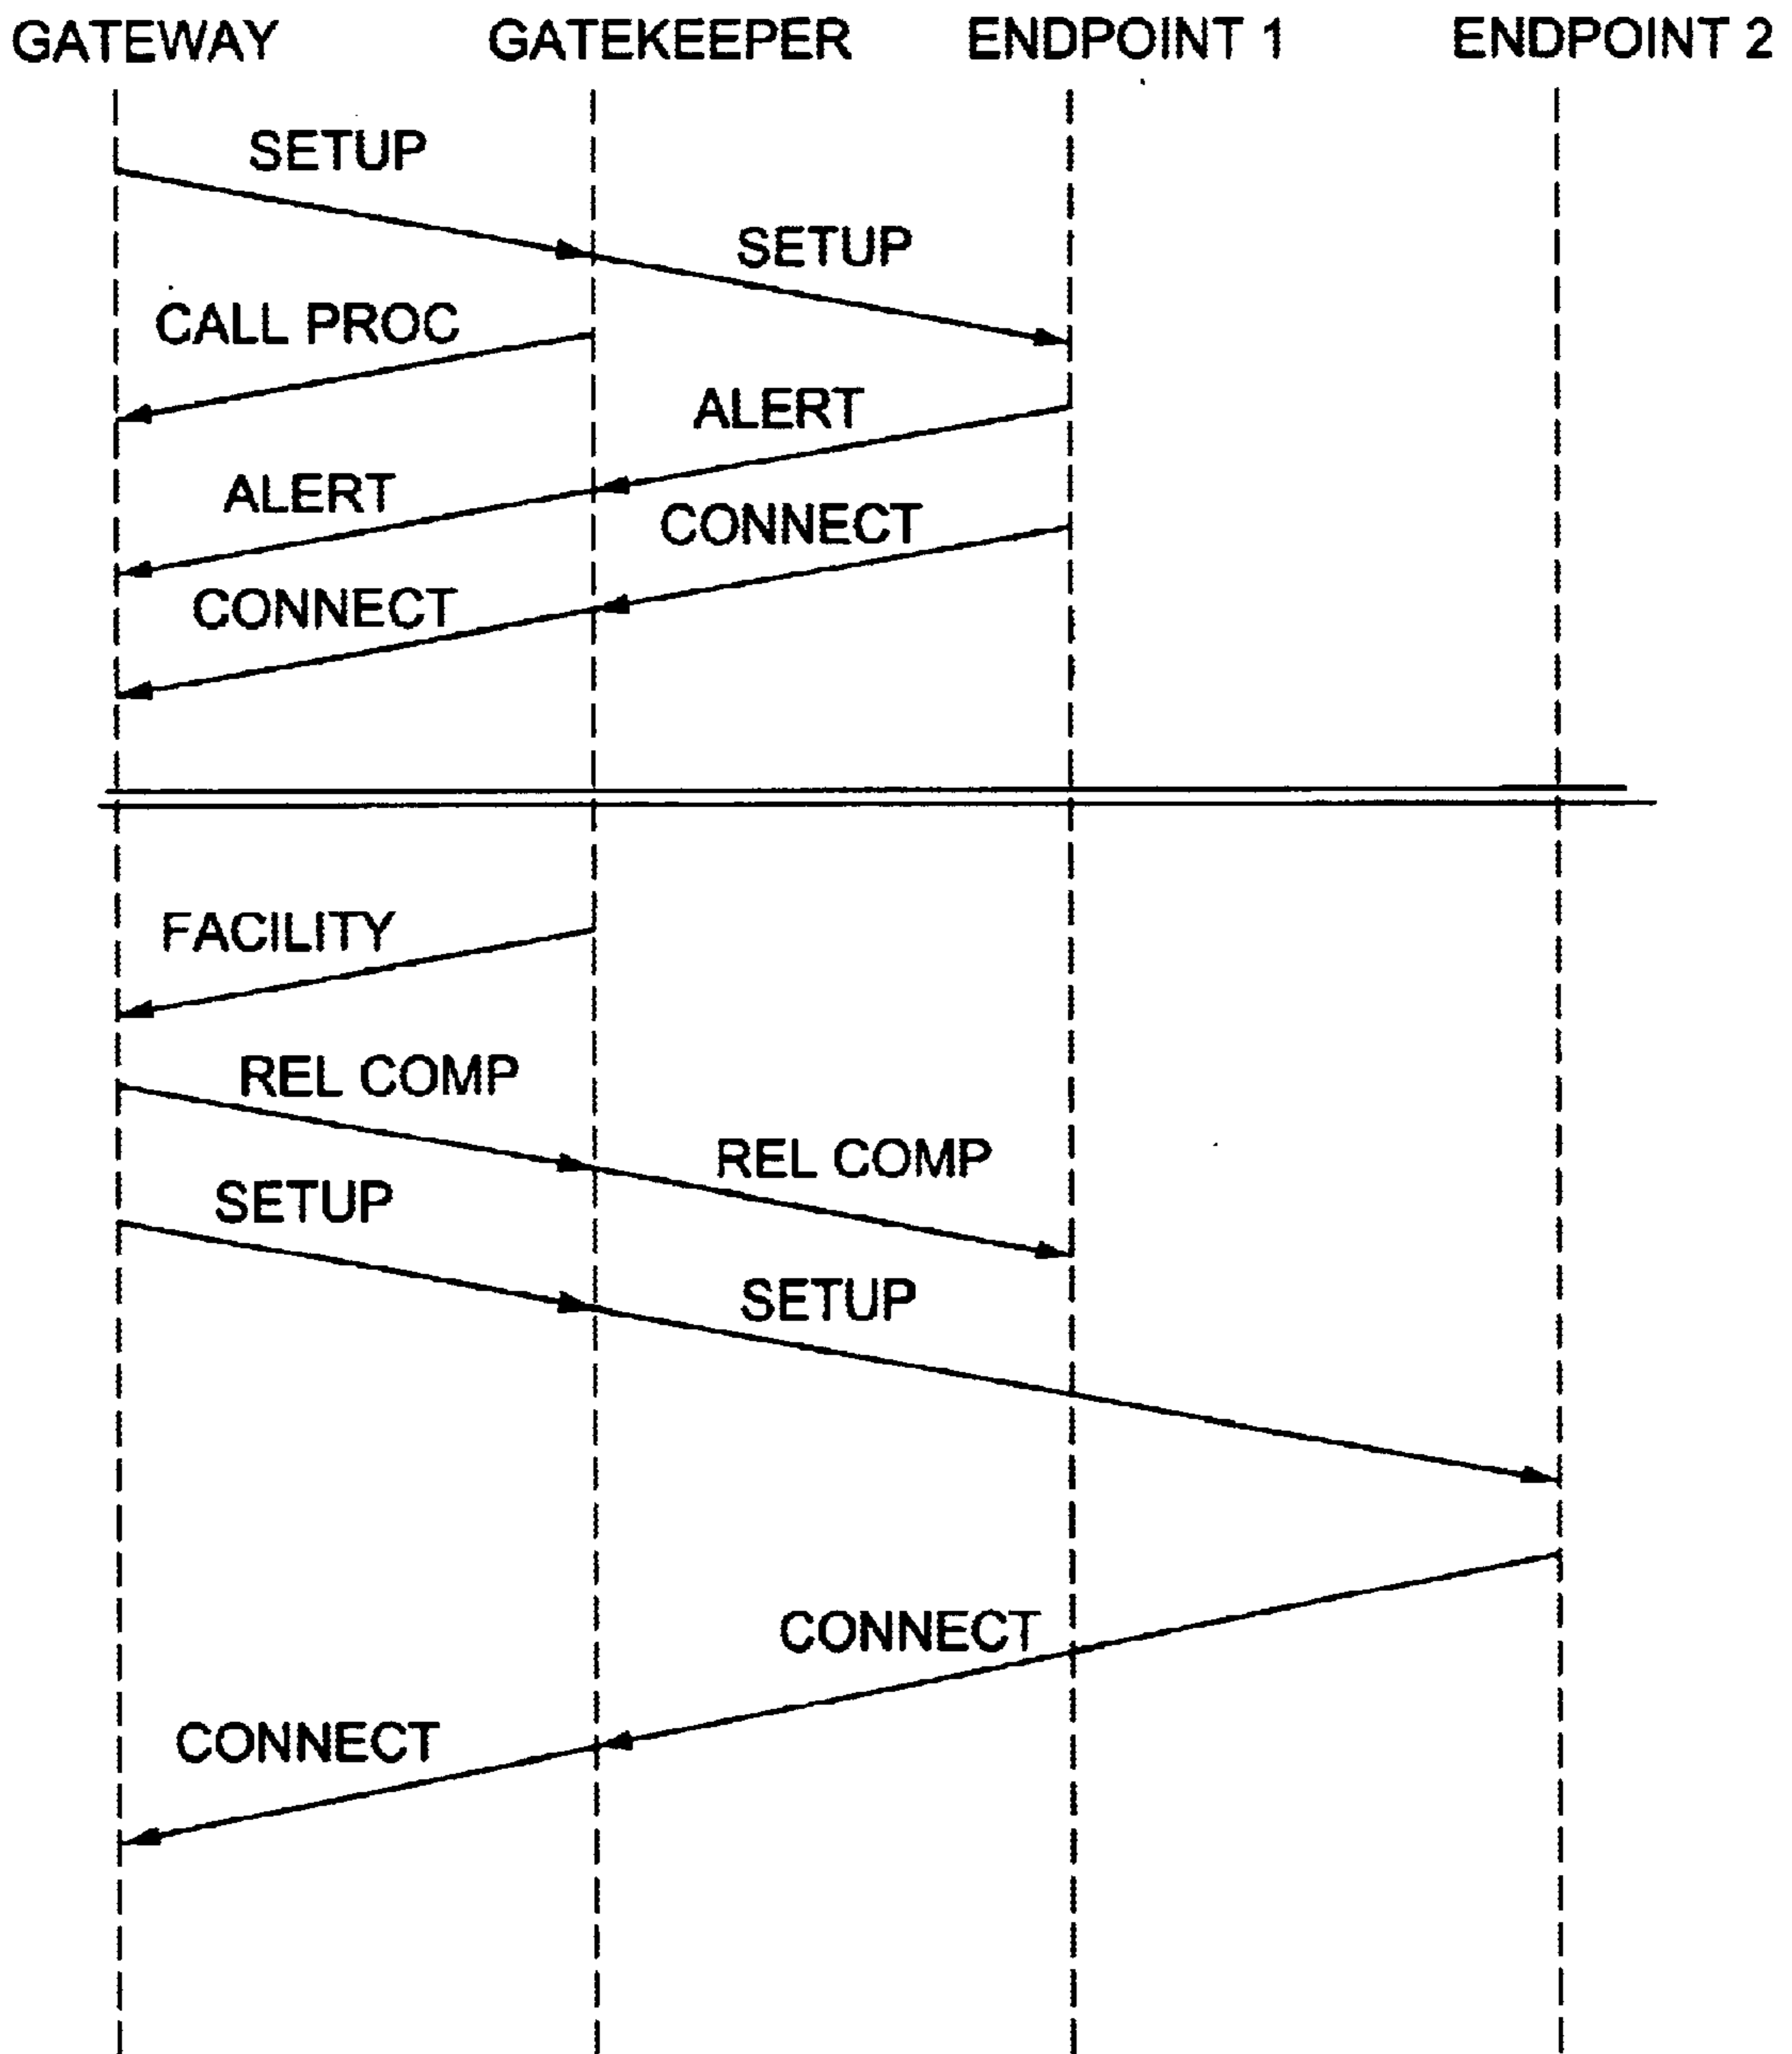 GATEWAY GATEKEEPER ENDPOINT 1 ENDPOINT 2
SETUP
SETUP
CALL PROC
ALERT
ALERT
CONNECT
CONNECT
FACILITY
REL COMP
REL COMP
SETUP
SETUP
CONNECT
CONNECT